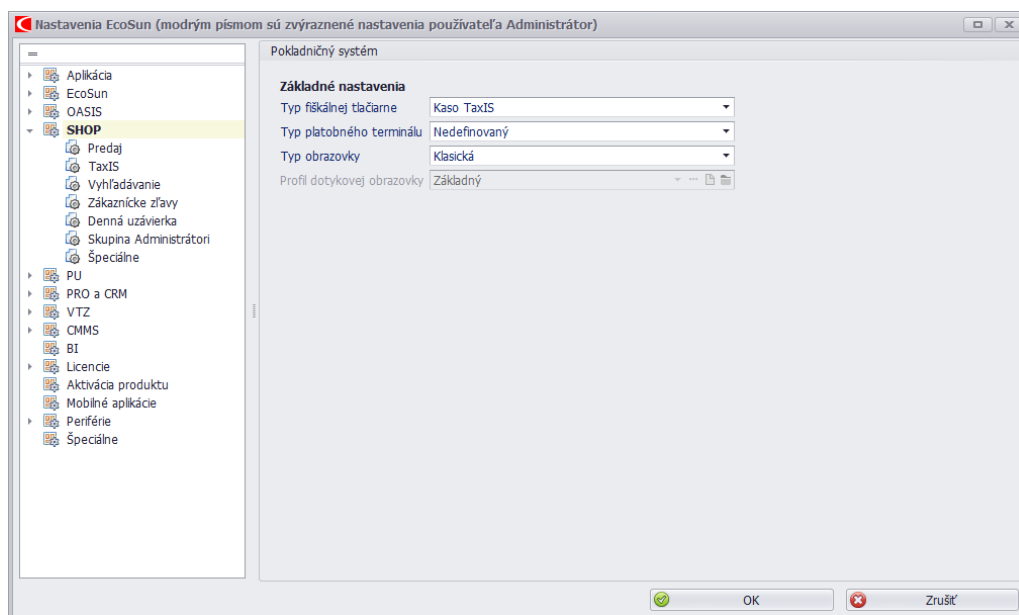 Nastavenia EcoSun (modrým písmom sú zvýraznené nastavenia používateľa Administrátor)
Aplikácia
EcoSun
OASIS
SHOP
Predaj
TaxIS
Vyhľadávanie
Zákaznícke zľavy
Denná uzávierka
Skupina Administrátori
Špeciálne
PU
PRO a CRM
VTZ
CMMS
BI
Licencie
Aktivácia produktu
Mobilné aplikácie
Periférie
Špeciálne
Pokladničný systém
Základné nastavenia
Typ fiškálnej tlačiarne Kaso TaxIS
Typ platobného terminálu Nedefinovaný
Typ obrazovky Klasická
Profil dotykovej obrazovky Základný
OK Zrušiť